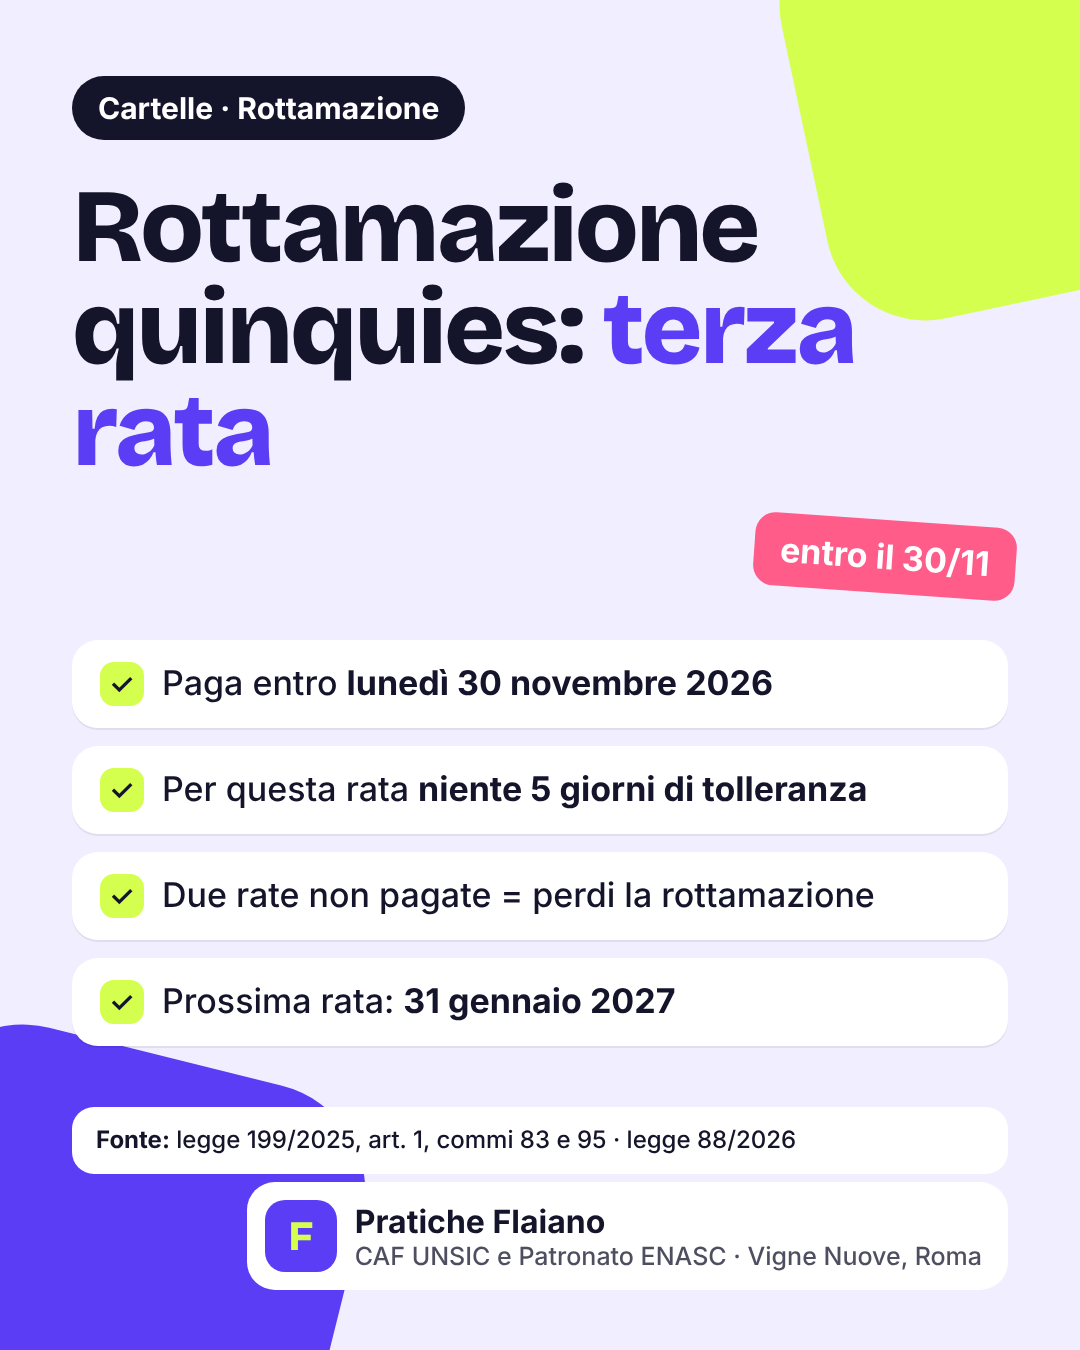 Cartelle · Rottamazione
Rottamazione
quinquies: terza
rata
entro il 30/11
Paga entro lunedì 30 novembre 2026
Per questa rata niente 5 giorni di tolleranza
Due rate non pagate = perdi la rottamazione
Prossima rata: 31 gennaio 2027
Fonte: legge 199/2025, art. 1, commi 83 e 95 · legge 88/2026
F
Pratiche Flaiano
CAF UNSIC e Patronato ENASC · Vigne Nuove, Roma